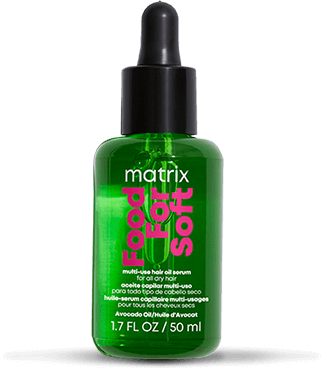 matrix
Food
For
Soft
multi-use hair oil serum
for all dry hair
aceite capilar multi-uso
para todo tipo de cabello seco
huile-serum capillaire multi-usages
pour tous les cheveux secs
Avocado Oil/Huile d'Avocat
1.7 FL OZ / 50 ml